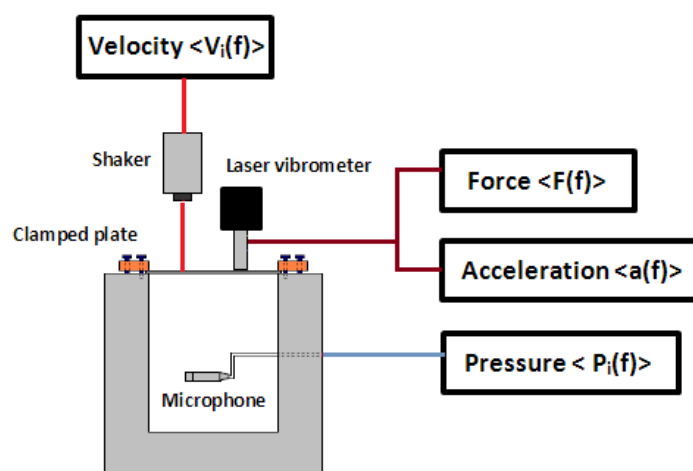 Velocity <Vᵢ(f)>
Shaker
Laser vibrometer
Force <F(f)>
Clamped plate
Acceleration <a(f)>
Pressure < Pᵢ(f)>
Microphone